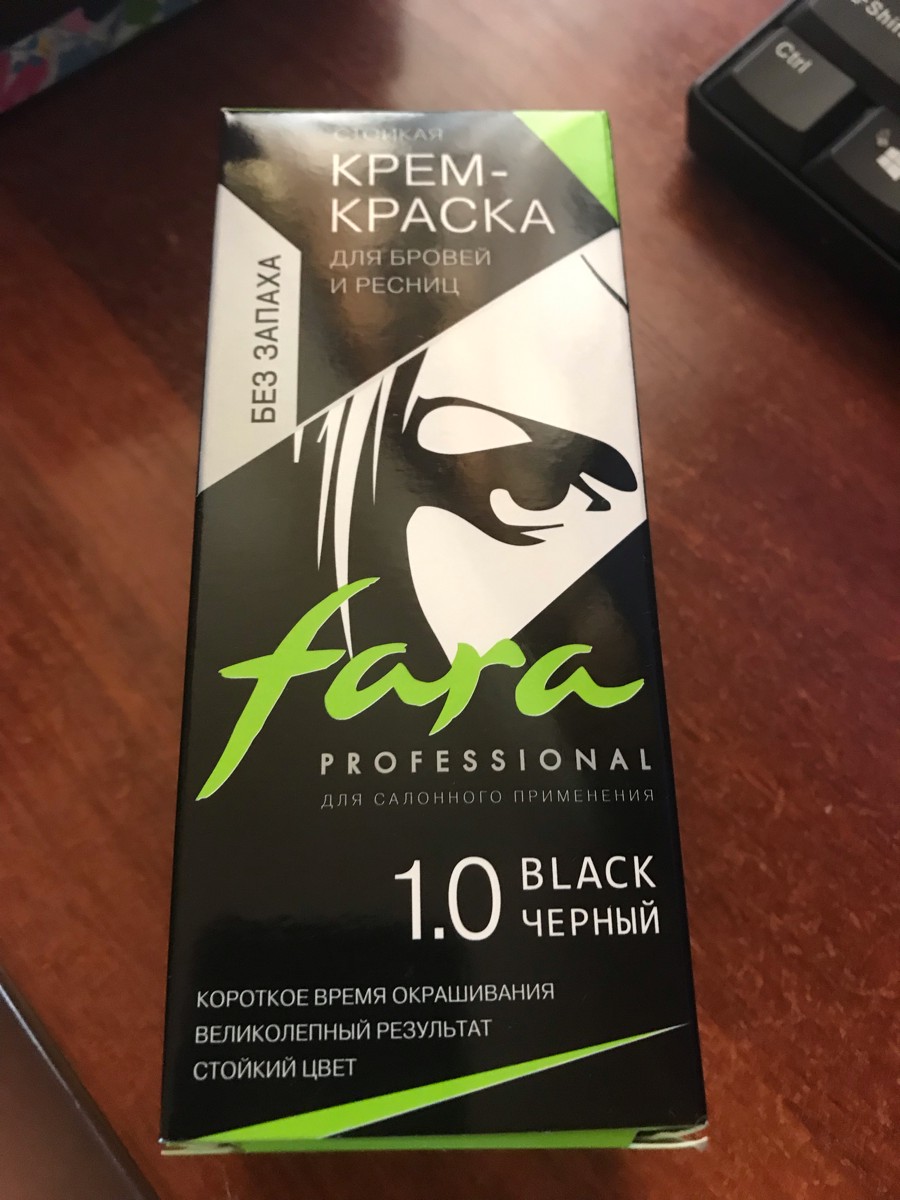 СТОЙКАЯ
КРЕМ-
КРАСКА
ДЛЯ БРОВЕЙ
И РЕСНИЦ
БЕЗ ЗАПАХА
fara
PROFESSIONAL
ДЛЯ САЛОННОГО ПРИМЕНЕНИЯ
1.0 BLACK
ЧЕРНЫЙ
КОРОТКОЕ ВРЕМЯ ОКРАШИВАНИЯ
ВЕЛИКОЛЕПНЫЙ РЕЗУЛЬТАТ
СТОЙКИЙ ЦВЕТ
Ctrl
Shift